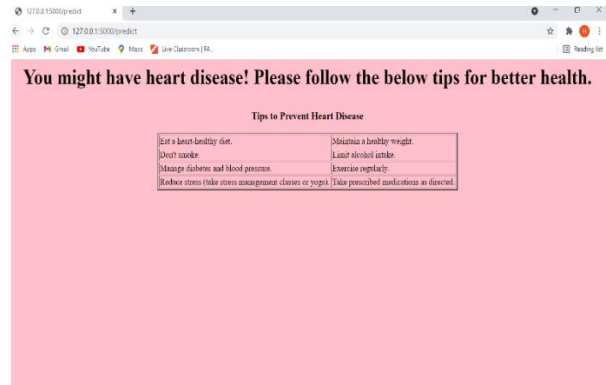 127.0.0.1:5000/predict
127.0.0.1:5000/predict
Apps Gmail YouTube Maps Live Classroom | FA... Reading list
You might have heart disease! Please follow the below tips for better health.
Tips to Prevent Heart Disease
Eat a heart-healthy diet. Maintain a healthy weight.
Don't smoke. Limit alcohol intake.
Manage diabetes and blood pressure. Exercise regularly.
Reduce stress (take stress management classes or yoga). Take prescribed medications as directed.